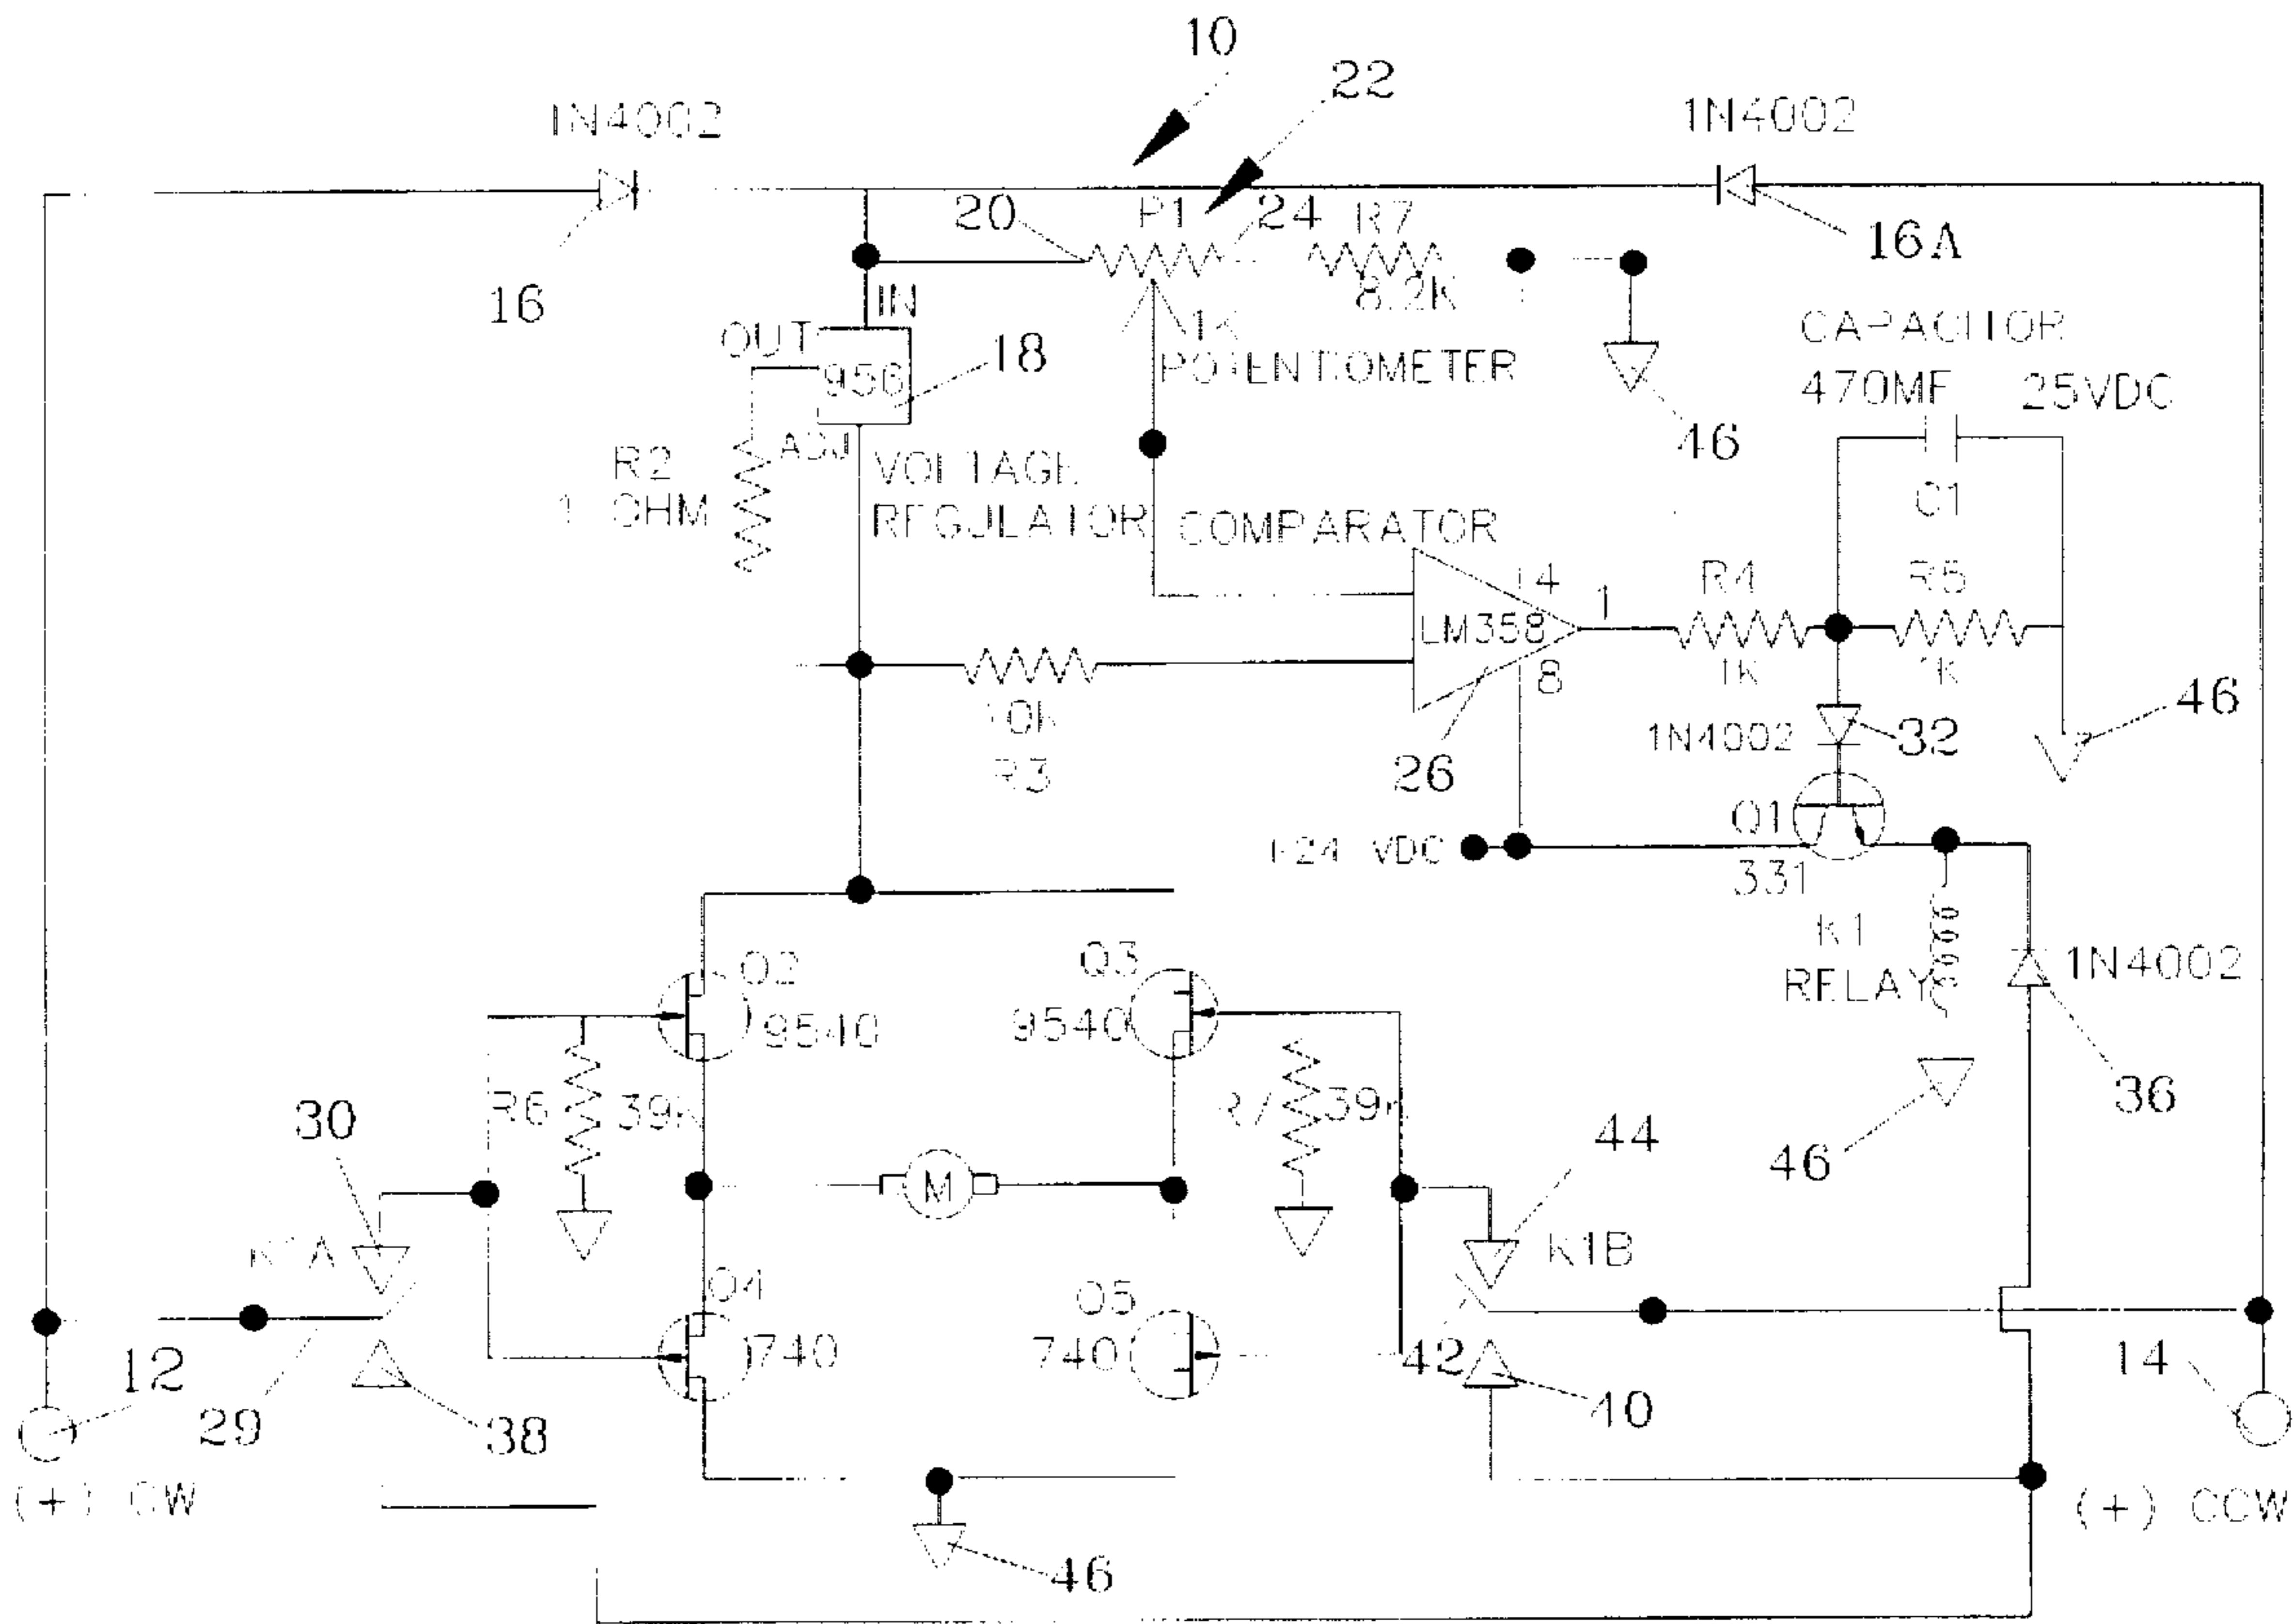 10
22
1N4002
1N4002
20
P1
24
R7
16A
16
IN
8.2K
1K
CAPACITOR
OUT
956
18
POTENTIOMETER
470MF 25VDC
46
ADJ
R2
1 OHM
VOLTAGE
REGULATOR
COMPARATOR
C1
4
1
R4
R5
LM358
8
1K
1K
46
10K
R3
26
1N4002
32
Q1
+24 VDC
331
K1
RELAY
1N4002
Q2
9540
Q3
9540
36
R6
39K
30
39K
44
46
M
K1A
K1B
Q4
740
Q5
740
12
42
14
29
38
40
(+) CW
(+) CCW
46